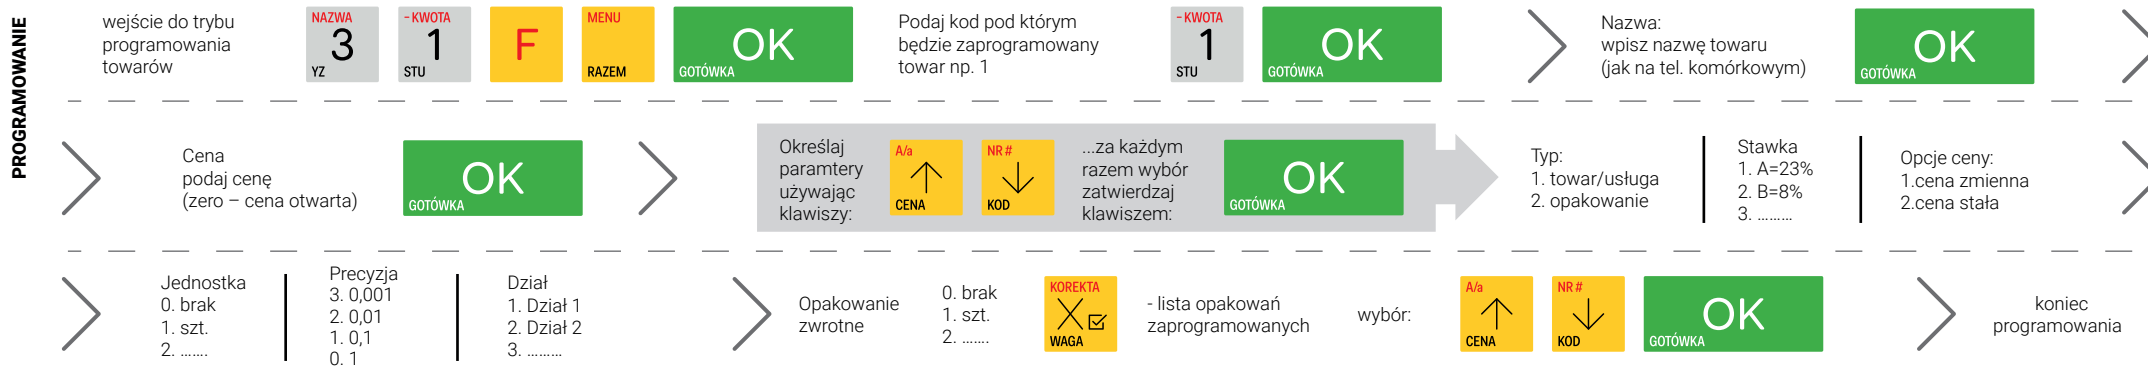 PROGRAMOWANIE
wejście do trybu
programowania
towarów
NAZWA
3
YZ
- KWOTA
1
STU
F
MENU
RAZEM
OK
GOTÓWKA
Podaj kod pod którym
będzie zaprogramowany
towar np. 1
- KWOTA
1
STU
OK
GOTÓWKA
Nazwa:
wpisz nazwę towaru
(jak na tel. komórkowym)
OK
GOTÓWKA
Cena
podaj cenę
(zero – cena otwarta)
OK
GOTÓWKA
Określaj
paramtery
używając
klawiszy:
A/a
CENA
NR #
KOD
...za każdym
razem wybór
zatwierdzaj
klawiszem:
OK
GOTÓWKA
Typ:
1. towar/usługa
2. opakowanie
Stawka
1. A=23%
2. B=8%
3. ........
Opcje ceny:
1.cena zmienna
2.cena stała
Jednostka
0. brak
1. szt.
2. .......
Precyzja
3. 0,001
2. 0,01
1. 0,1
0. 1
Dział
1. Dział 1
2. Dział 2
3. .........
Opakowanie
zwrotne
0. brak
1. szt.
2. .......
KOREKTA
X
WAGA
- lista opakowań
zaprogramowanych
wybór:
A/a
CENA
NR #
KOD
OK
GOTÓWKA
koniec
programowania